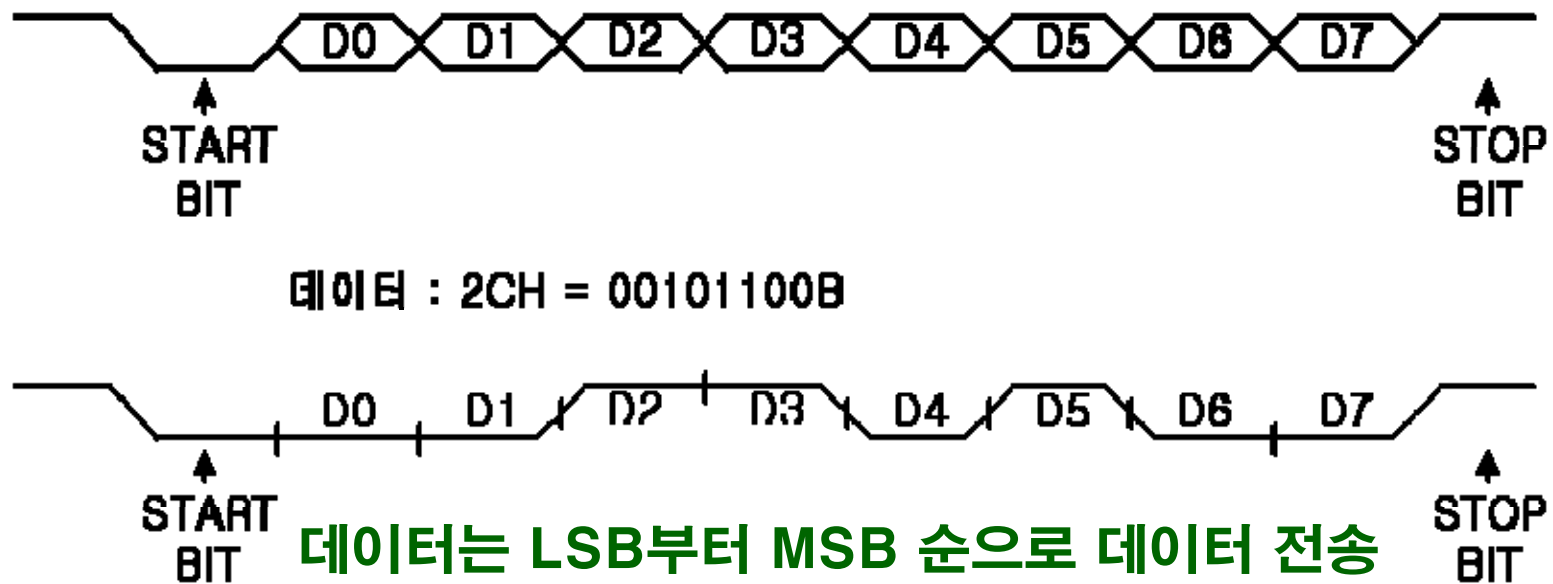 D0 D1 D2 D3 D4 D5 D6 D7
START
BIT
STOP
BIT
데이터 : 2CH = 00101100B
D0 D1 D2 D3 D4 D5 D6 D7
START
BIT
STOP
BIT
데이터는 LSB부터 MSB 순으로 데이터 전송